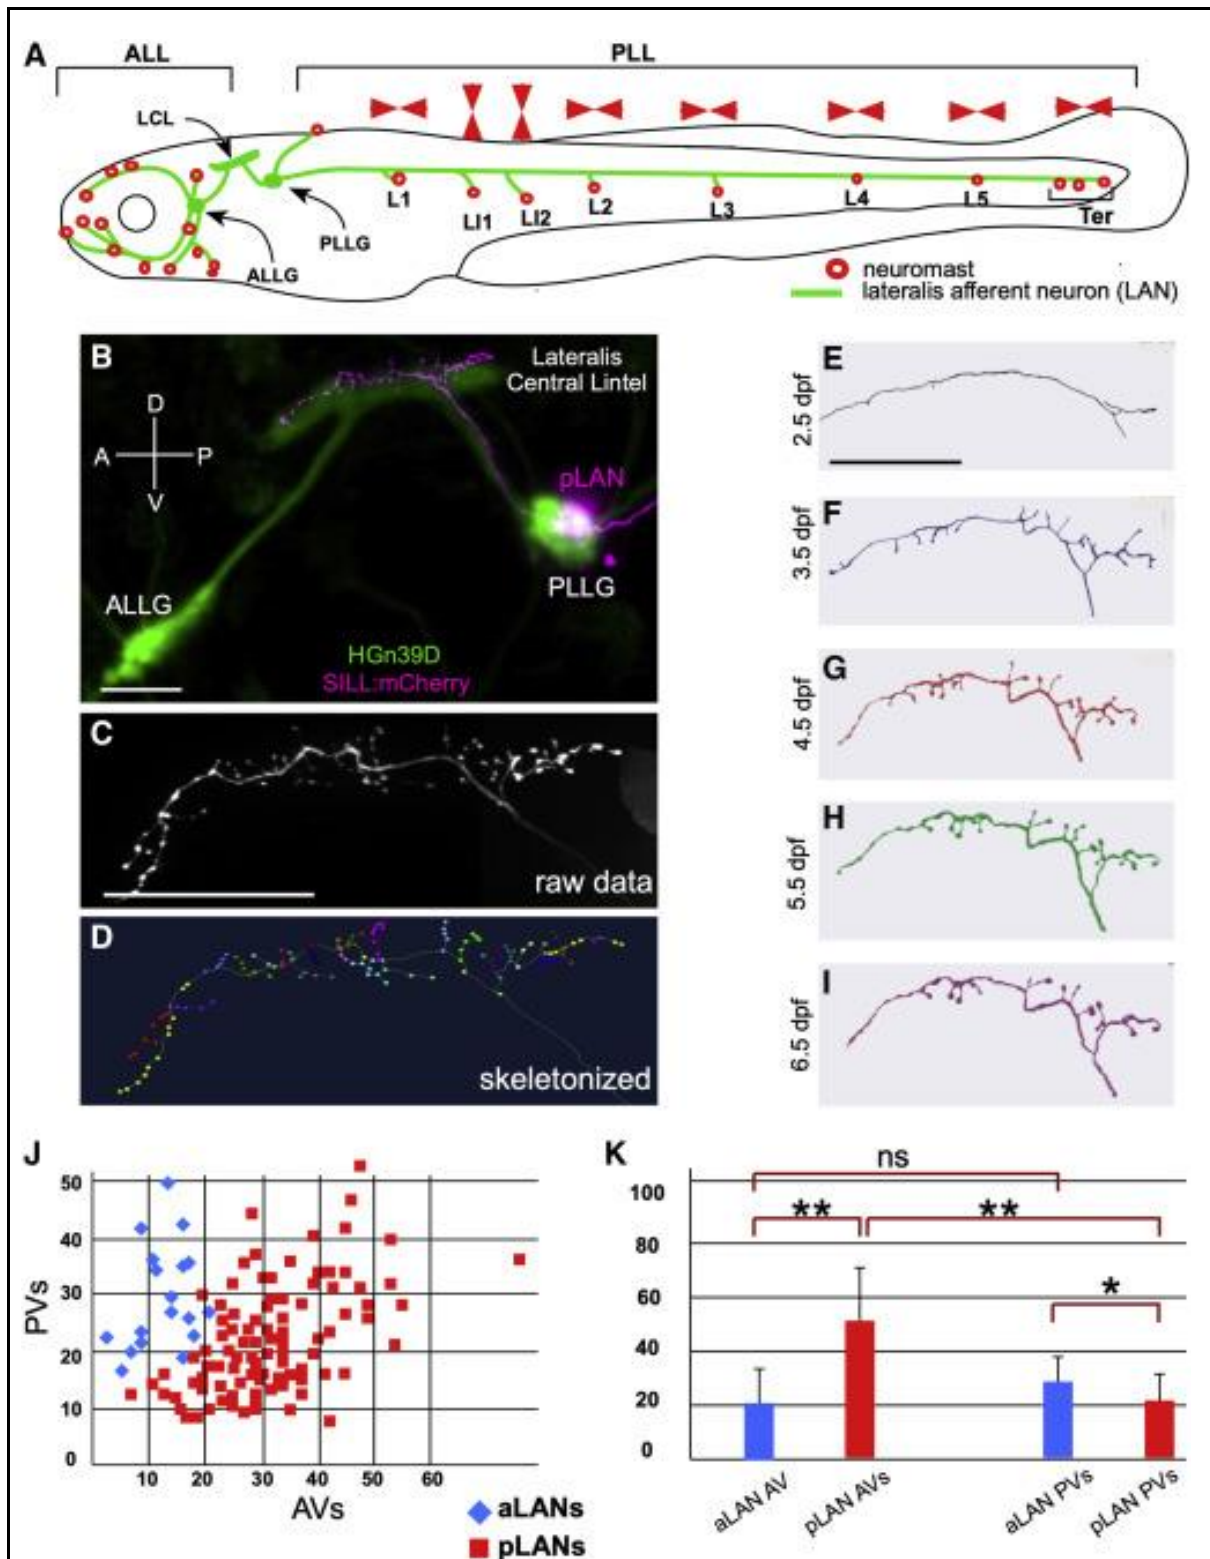 A
ALL
PLL
LCL
PLLG
ALLG
L1
LI1
LI2
L2
L3
L4
L5
Ter
neuromast
lateralis afferent neuron (LAN)
B
Lateralis
Central Lintel
D
A
P
V
pLAN
PLLG
ALLG
HGn39D
SILL:mCherry
C
raw data
D
skeletonized
E
2.5 dpf
F
3.5 dpf
G
4.5 dpf
H
5.5 dpf
I
6.5 dpf
J
PVs
50
40
30
20
10
0
10 20 30 40 50 60
AVs
aLANs
pLANs
K
ns
** **
*
100
80
60
40
20
0
aLAN AV
pLAN AVs
aLAN PVs
pLAN PVs